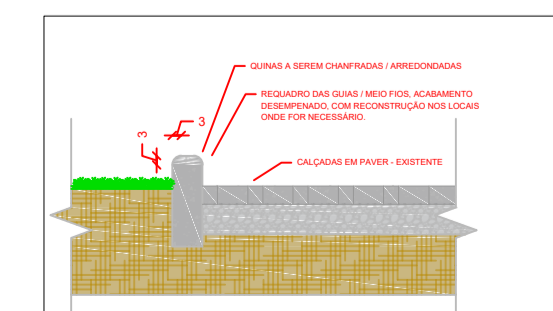 QUINAS A SEREM CHANFRADAS / ARREDONDADAS
REQUADRO DAS GUIAS / MEIO FIOS, ACABAMENTO
DESEMPENADO, COM RECONSTRUÇÃO NOS LOCAIS
ONDE FOR NECESSÁRIO.
3
3
CALÇADAS EM PAVER - EXISTENTE